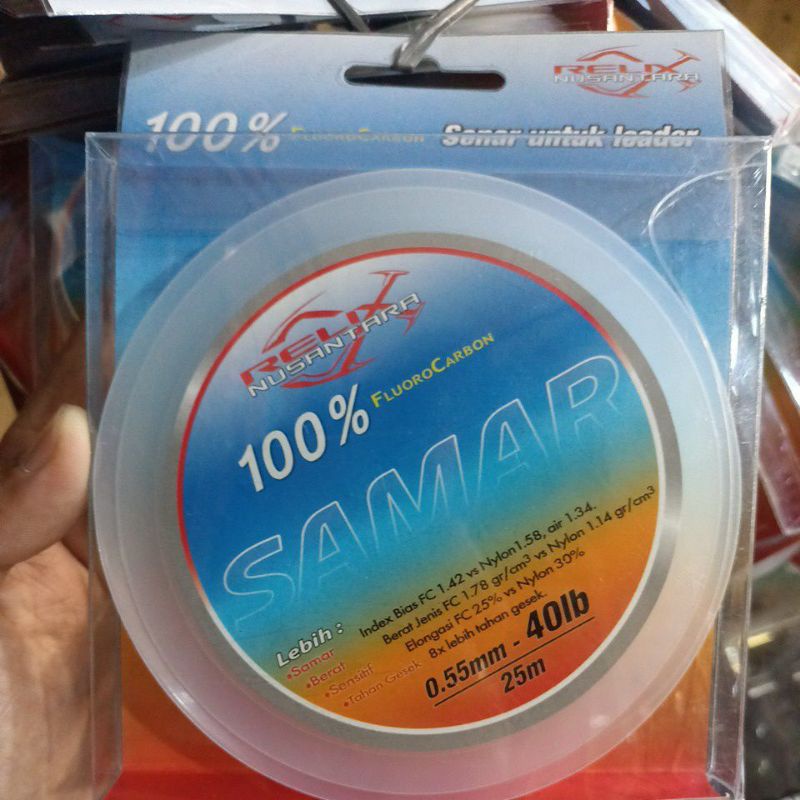 RELIX
NUSANTARA
100% FLUOROCARBON Senar untuk leader
RELIX
NUSANTARA
100% FLUOROCARBON
SAMAR
Lebih :
•Samar Index Bias FC 1.42 vs Nylon1.58, air 1.34.
•Berat Berat Jenis FC 1.78 gr/cm³ vs Nylon 1.14 gr/cm³
•Sensitif Elongasi FC 25% vs Nylon 30%
•Tahan Gesek 8x lebih tahan gesek.
0.55mm - 40lb
25m